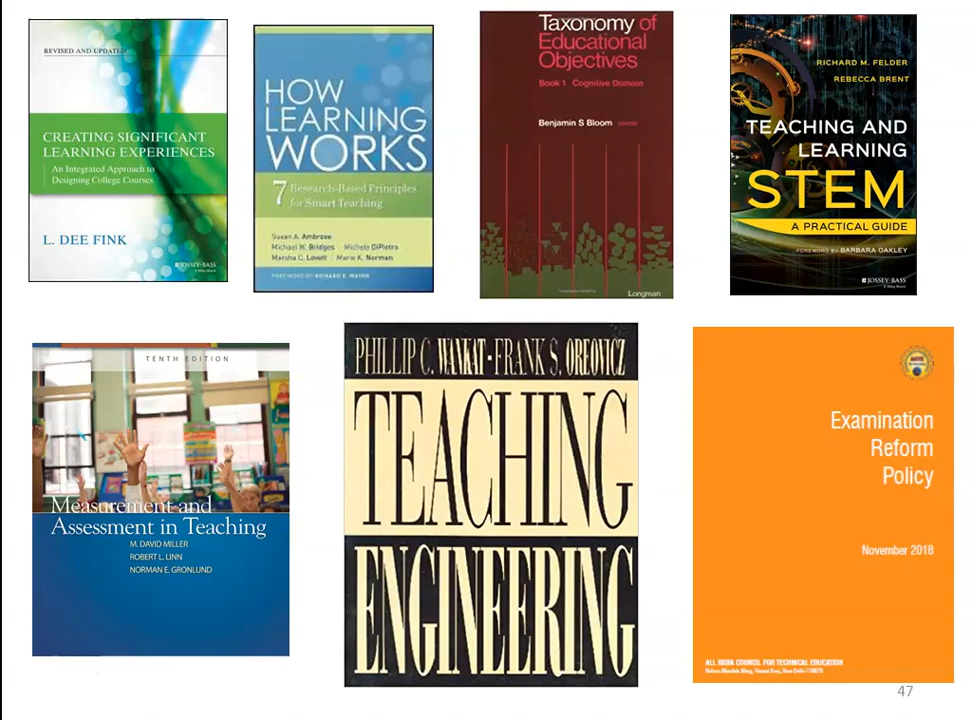 REVISED AND UPDATED
CREATING SIGNIFICANT
LEARNING EXPERIENCES
An Integrated Approach to
Designing College Courses
L. DEE FINK
JOSSEY-BASS
A Wiley Brand
HOW
LEARNING
WORKS
7 Research-Based Principles
for Smart Teaching
Susan A. Ambrose
Michael W. Bridges Michele DiPietro
Marsha C. Lovett Marie K. Norman
FOREWORD BY RICHARD E. MAYER
Taxonomy of
Educational
Objectives
Book 1 Cognitive Domain
Benjamin S Bloom EDITOR
Longman
RICHARD M. FELDER
REBECCA BRENT
TEACHING AND
LEARNING
STEM
A PRACTICAL GUIDE
FOREWORD BY BARBARA OAKLEY
JOSSEY-BASS
A Wiley Brand
TENTH EDITION
Measurement and
Assessment in Teaching
M. DAVID MILLER
ROBERT L. LINN
NORMAN E. GRONLUND
PHILLIP C. WANKAT · FRANK S. OREOVICZ
TEACHING
ENGINEERING
Examination
Reform
Policy
November 2018
ALL INDIA COUNCIL FOR TECHNICAL EDUCATION
47